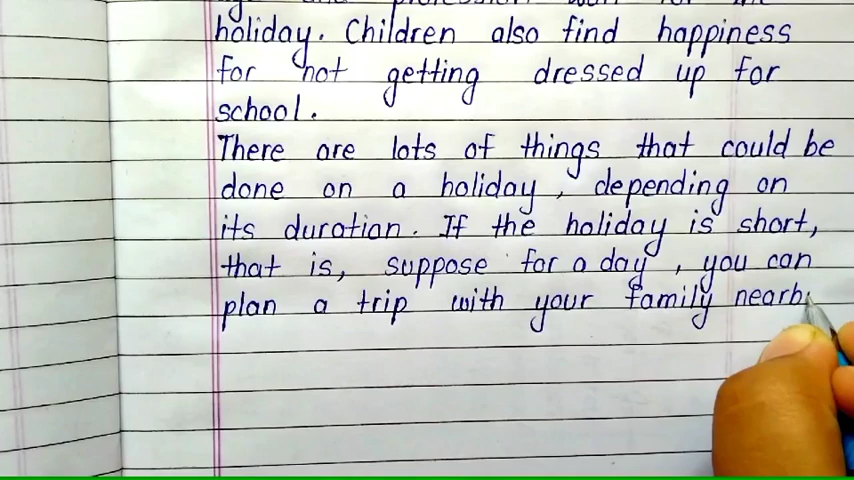 holiday. Children also find happiness
for not getting dressed up for
school.
There are lots of things that could be
done on a holiday, depending on
its duration. If the holiday is short,
that is, suppose for a day, you can
plan a trip with your family nearb